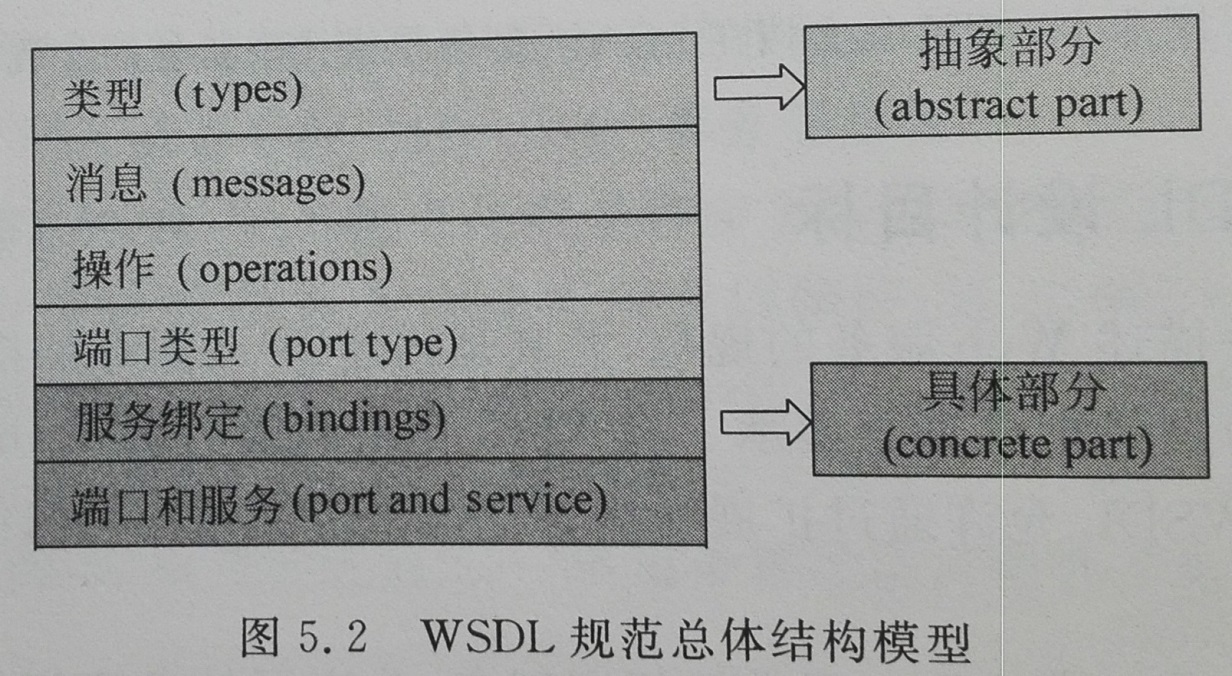 类型 (types)
抽象部分
(abstract part)
消息 (messages)
操作 (operations)
端口类型 (port type)
服务绑定 (bindings)
具体部分
(concrete part)
端口和服务 (port and service)
图 5.2 WSDL 规范总体结构模型